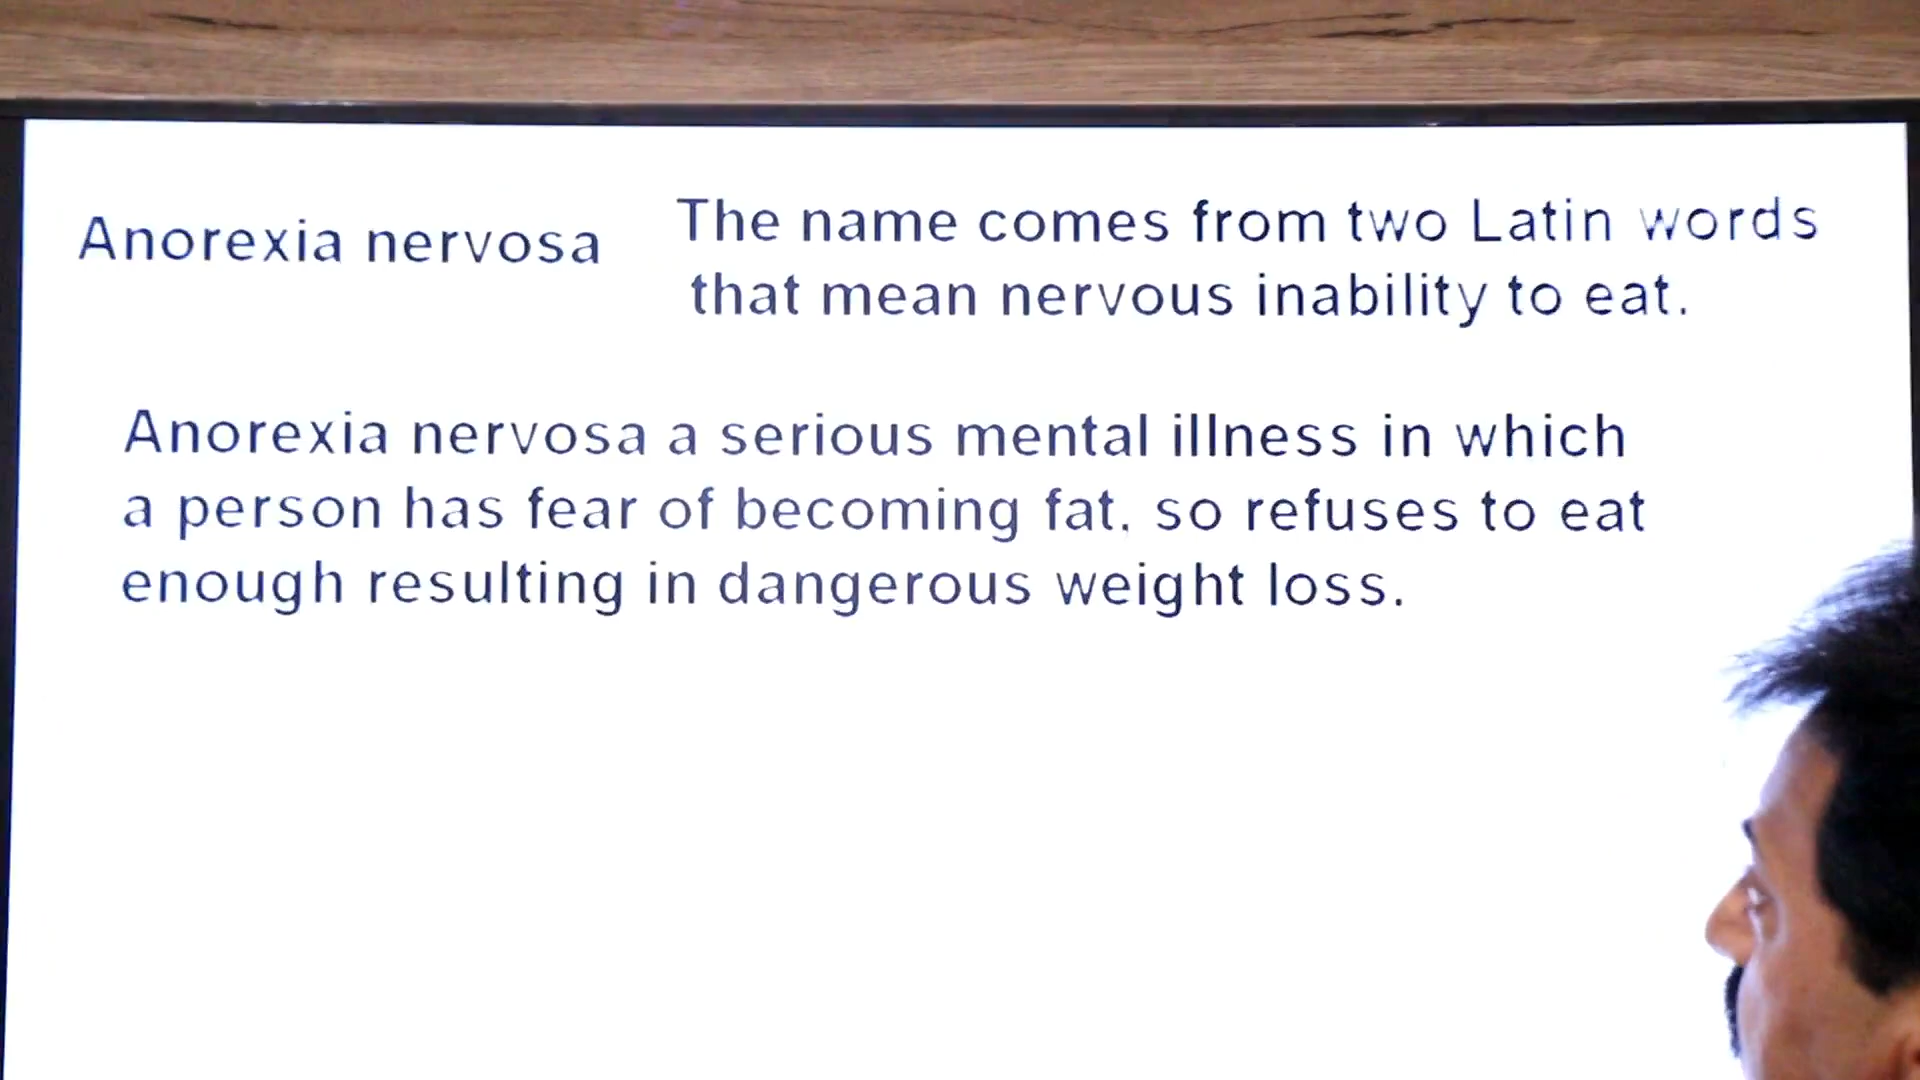 Anorexia nervosa
The name comes from two Latin words
that mean nervous inability to eat.
Anorexia nervosa a serious mental illness in which
a person has fear of becoming fat, so refuses to eat
enough resulting in dangerous weight loss.